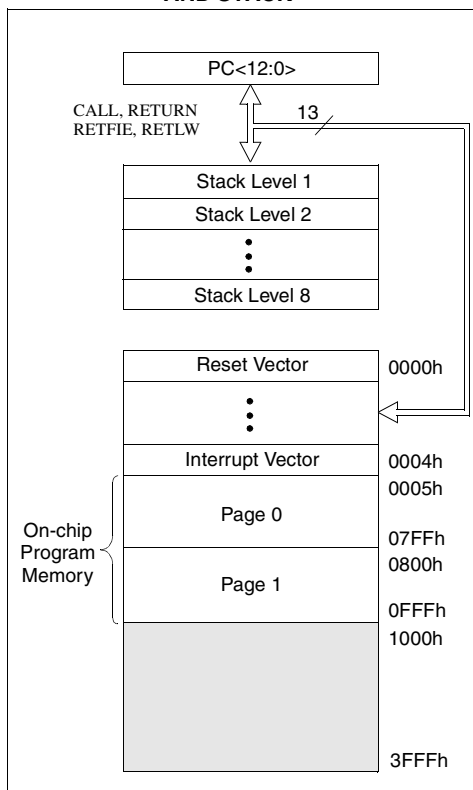 AND STACK
PC<12:0>
CALL, RETURN
RETFIE, RETLW
13
Stack Level 1
Stack Level 2
Stack Level 8
Reset Vector
0000h
Interrupt Vector
0004h
0005h
On-chip
Program
Memory
Page 0
07FFh
0800h
Page 1
0FFFh
1000h
3FFFh